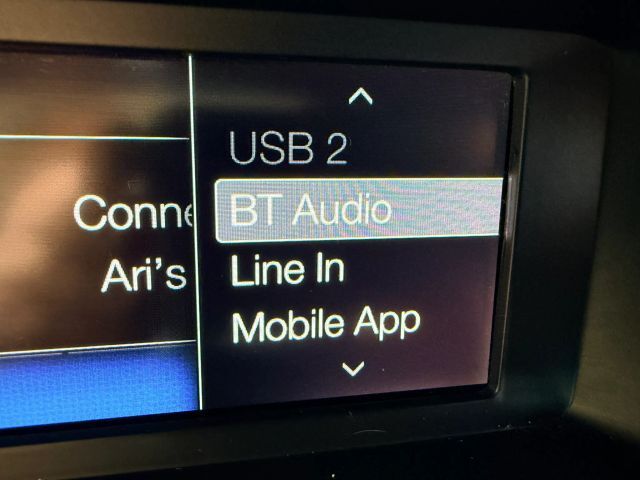 Conne
Ari's
USB 2
BT Audio
Line In
Mobile App